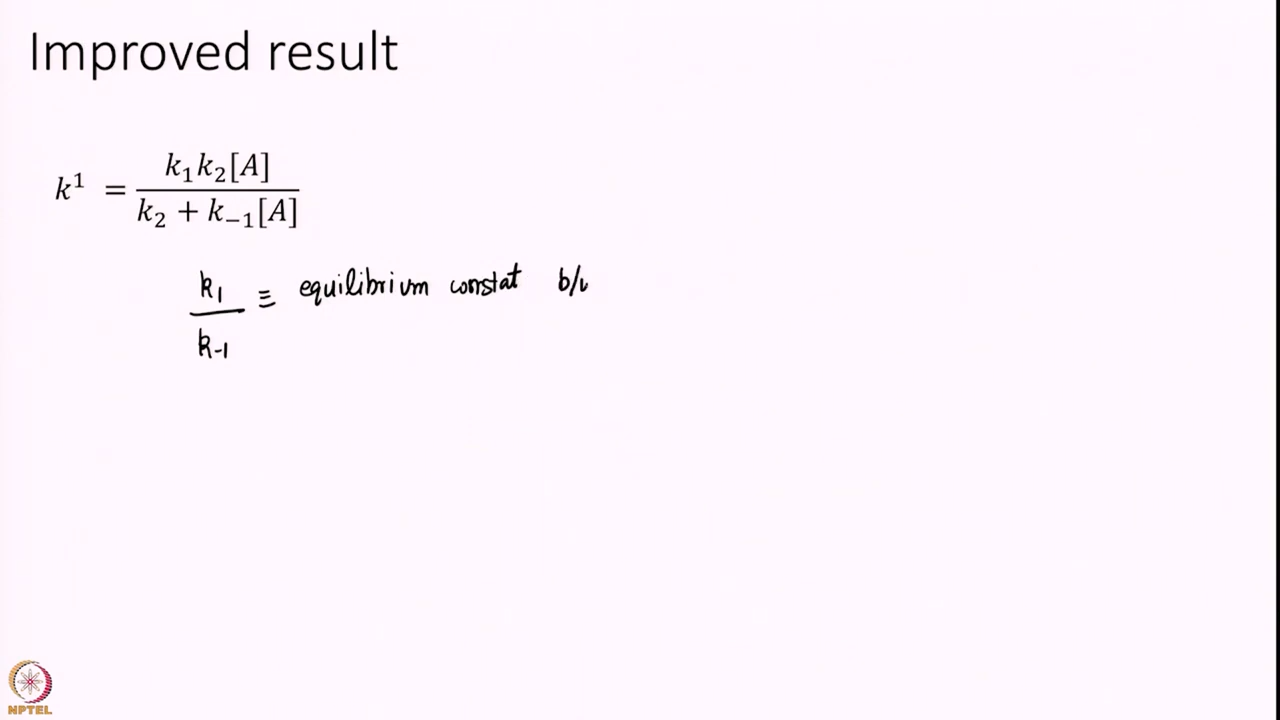 Improved result
k¹ = k₁k₂[A] / k₂ + k₋₁[A]
k₁ / k₋₁ ≡ equilibrium constat b/
NPTEL